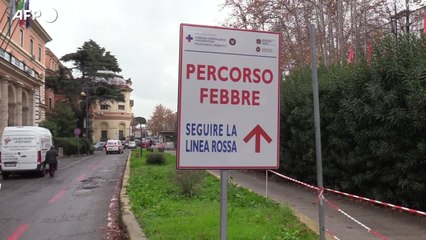 AFP
PERCORSO
FEBBRE
SEGUIRE LA
LINEA ROSSA